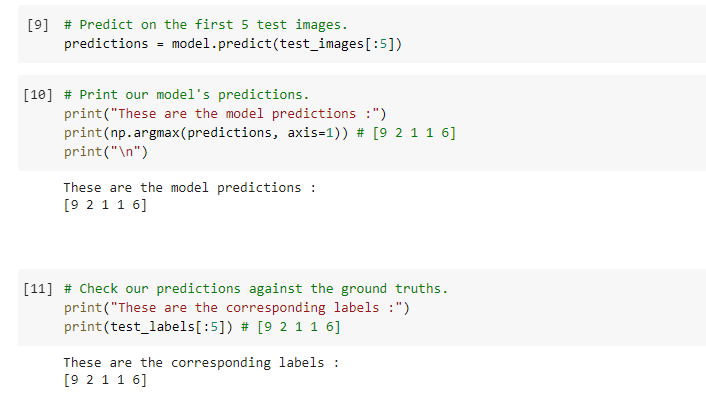 [9] # Predict on the first 5 test images.
predictions = model.predict(test_images[:5])
[10] # Print our model's predictions.
print("These are the model predictions :")
print(np.argmax(predictions, axis=1)) # [9 2 1 1 6]
print("\n")
These are the model predictions :
[9 2 1 1 6]
[11] # Check our predictions against the ground truths.
print("These are the corresponding labels :")
print(test_labels[:5]) # [9 2 1 1 6]
These are the corresponding labels :
[9 2 1 1 6]